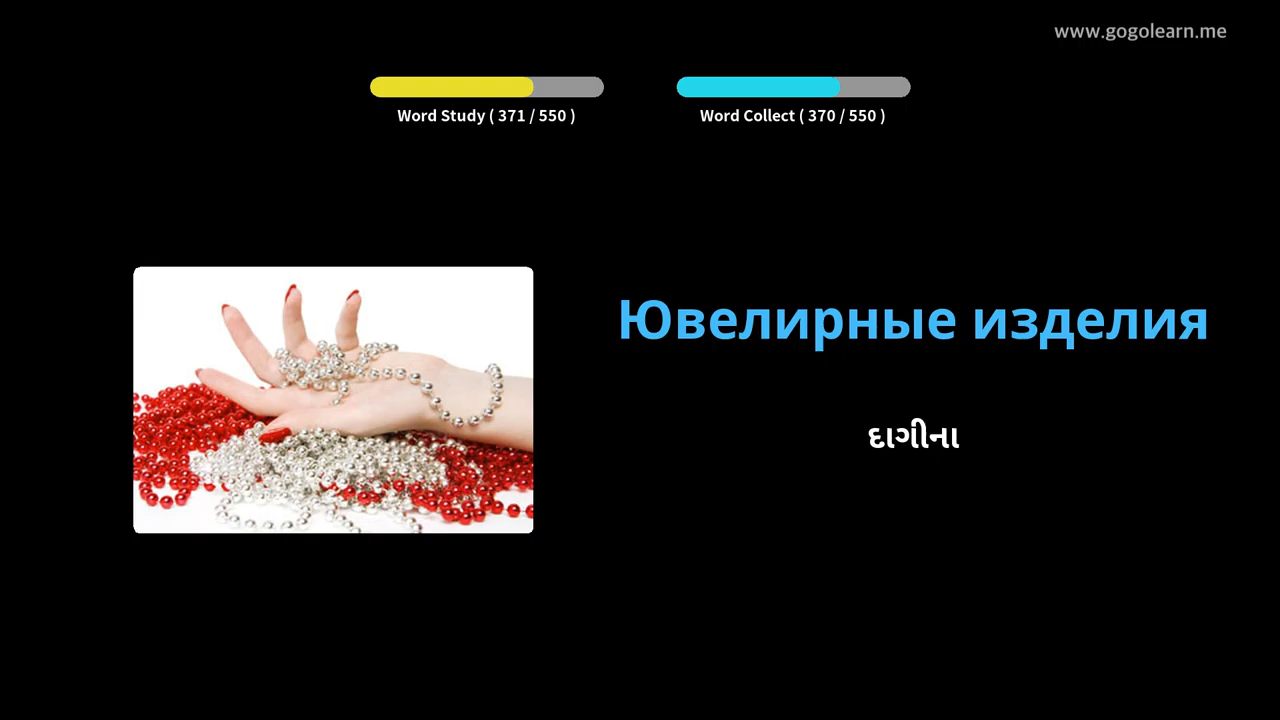 www.gogolearn.me
Word Study ( 371 / 550 )
Word Collect ( 370 / 550 )
Ювелирные изделия
દાગીના